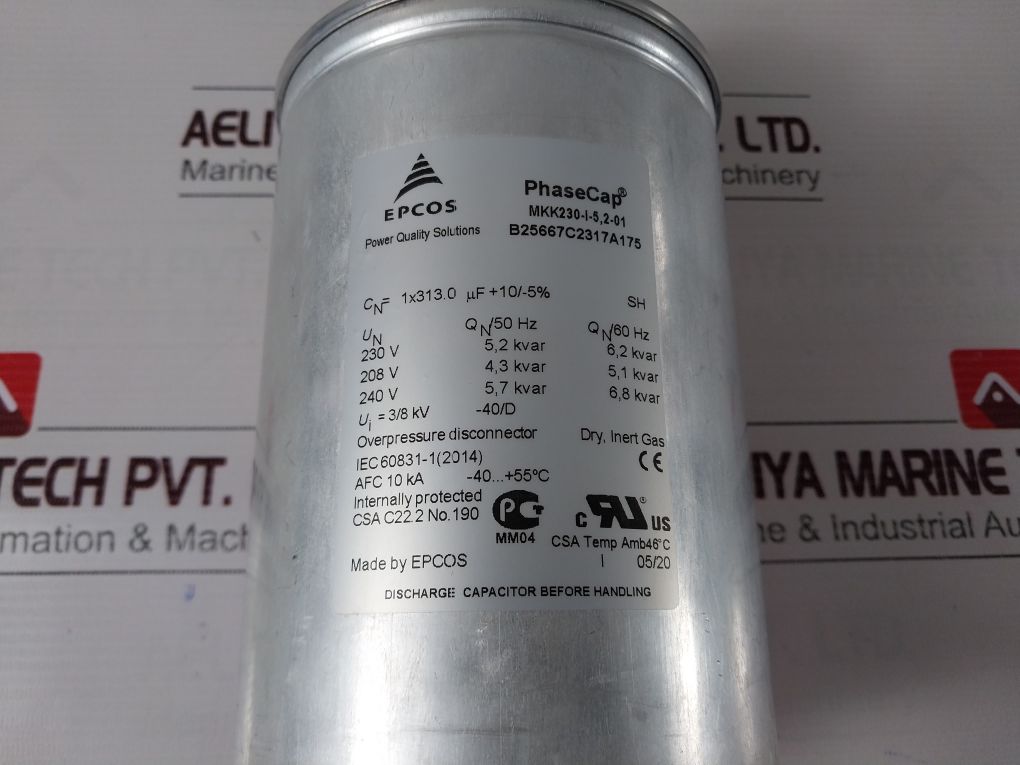 AELI . LTD.
Marine chinery
EPCOS
Power Quality Solutions
PhaseCap®
MKK230-I-5,2-01
B25667C2317A175
CN= 1x313.0 µF +10/-5% SH
UN QN/50 Hz QN/60 Hz
230 V 5,2 kvar 6,2 kvar
208 V 4,3 kvar 5,1 kvar
240 V 5,7 kvar 6,8 kvar
Ui = 3/8 kV -40/D
Overpressure disconnector Dry, Inert Gas
IEC 60831-1(2014) CE
AFC 10 kA -40...+55°C
Internally protected
CSA C22.2 No.190
MM04
c RU ® US
CSA Temp Amb46°C
Made by EPCOS I 05/20
DISCHARGE CAPACITOR BEFORE HANDLING
TECH PVT. IYA MARINE T
mation & Mach e & Industrial Au